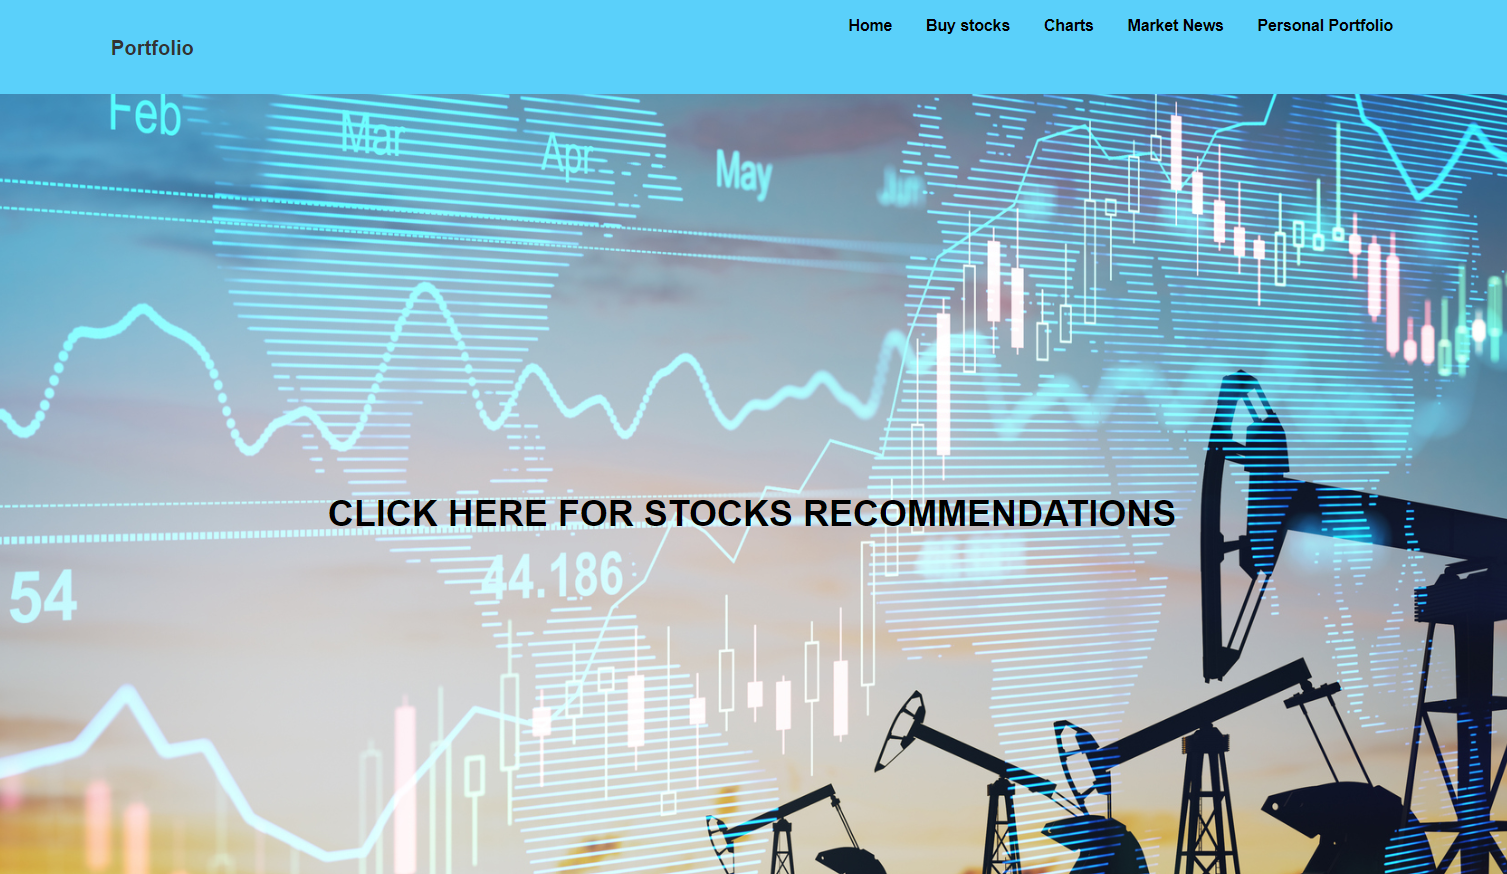 Portfolio
Home Buy stocks Charts Market News Personal Portfolio
Feb
Mar
Apr
May
Jun
CLICK HERE FOR STOCKS RECOMMENDATIONS
44.186
54